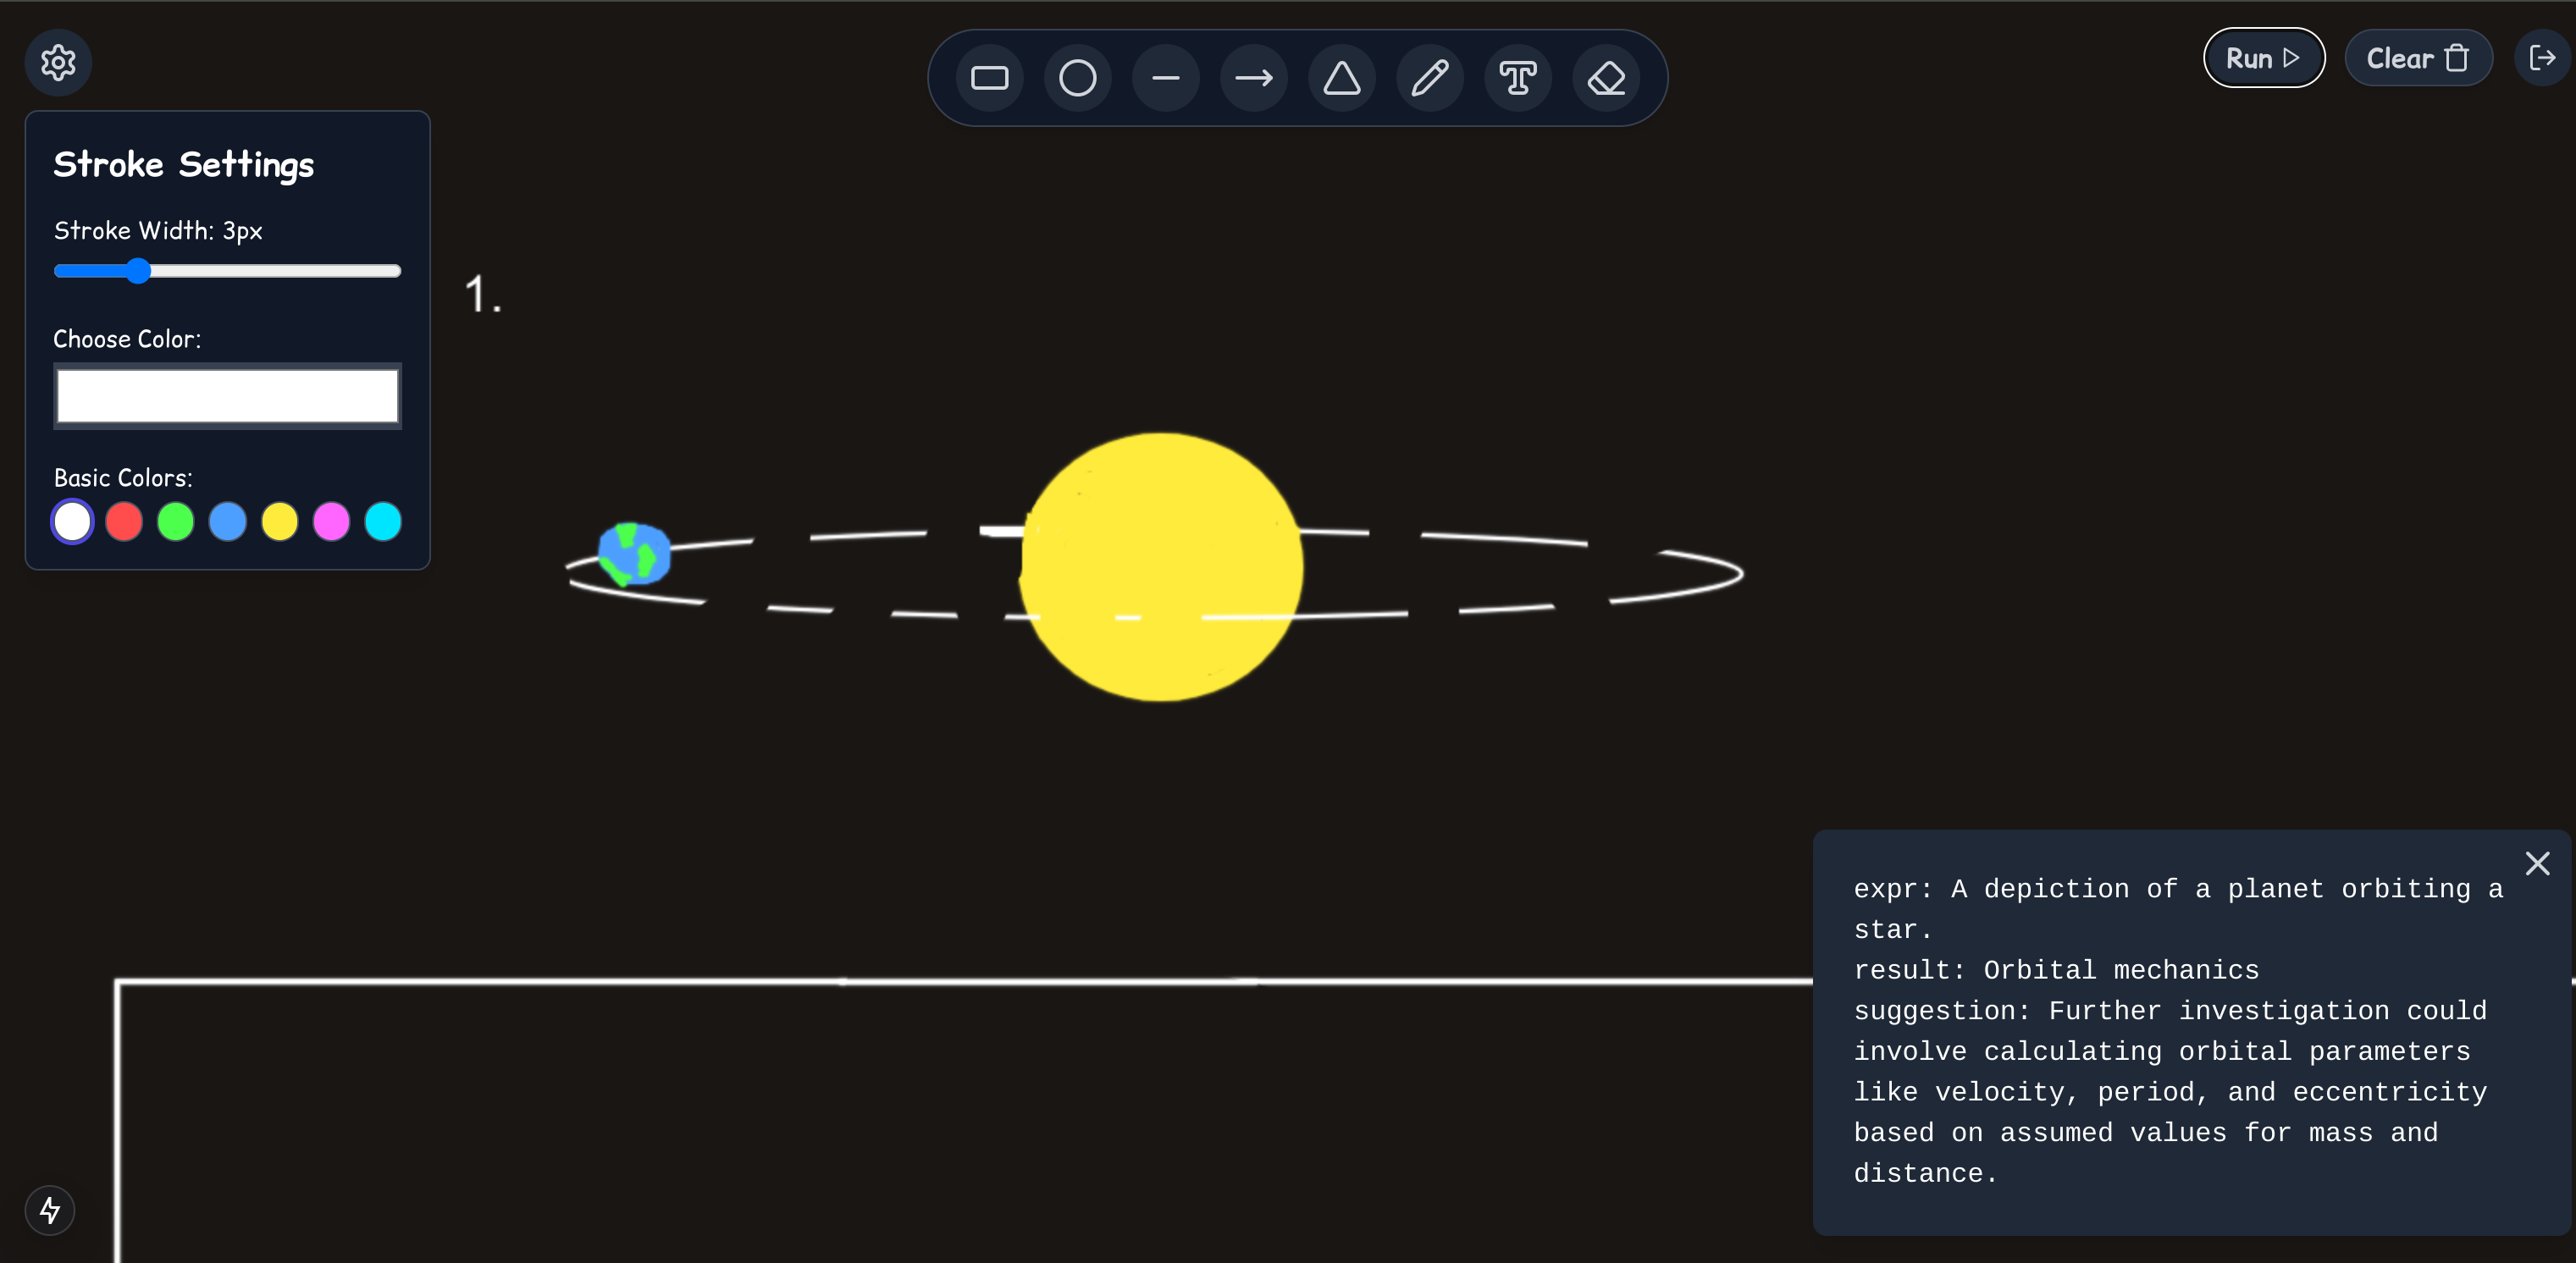 Run
Clear
Stroke Settings
Stroke Width: 3px
Choose Color:
Basic Colors:
1.
expr: A depiction of a planet orbiting a
star.
result: Orbital mechanics
suggestion: Further investigation could
involve calculating orbital parameters
like velocity, period, and eccentricity
based on assumed values for mass and
distance.